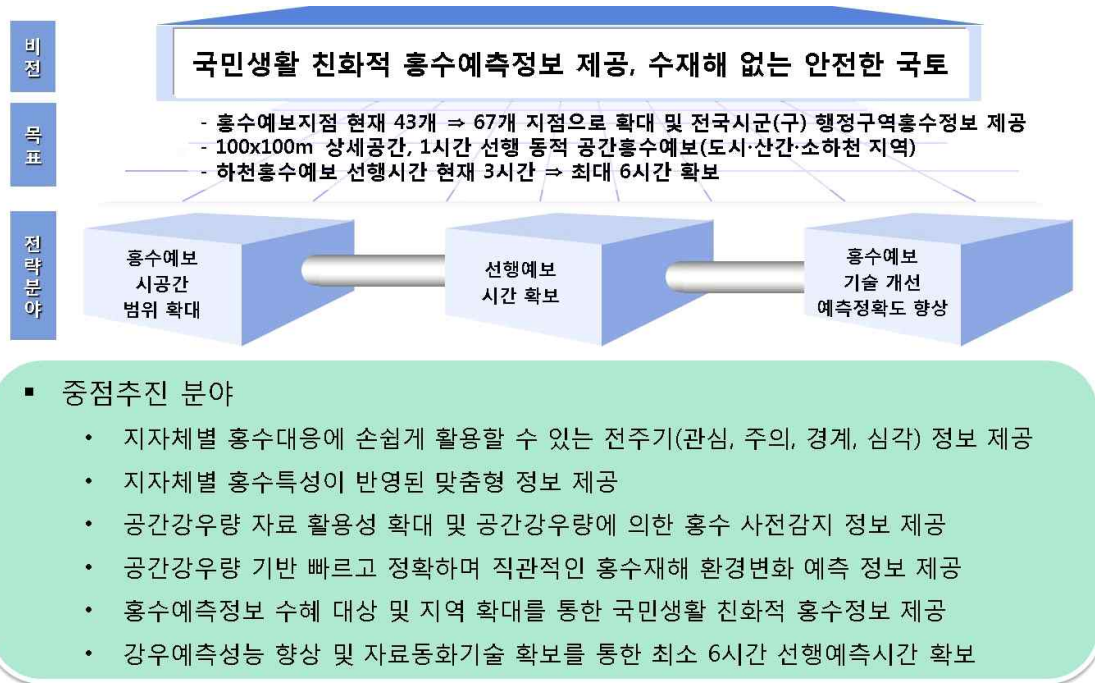 비전
국민생활 친화적 홍수예측정보 제공, 수재해 없는 안전한 국토
목표
- 홍수예보지점 현재 43개 ⇒ 67개 지점으로 확대 및 전국시군(구) 행정구역홍수정보 제공
- 100x100m 상세공간, 1시간 선행 동적 공간홍수예보(도시·산간·소하천 지역)
- 하천홍수예보 선행시간 현재 3시간 ⇒ 최대 6시간 확보
전략분야
홍수예보
시공간
범위 확대
선행예보
시간 확보
홍수예보
기술 개선
예측정확도 향상
▪ 중점추진 분야
• 지자체별 홍수대응에 손쉽게 활용할 수 있는 전주기(관심, 주의, 경계, 심각) 정보 제공
• 지자체별 홍수특성이 반영된 맞춤형 정보 제공
• 공간강우량 자료 활용성 확대 및 공간강우량에 의한 홍수 사전감지 정보 제공
• 공간강우량 기반 빠르고 정확하며 직관적인 홍수재해 환경변화 예측 정보 제공
• 홍수예측정보 수혜 대상 및 지역 확대를 통한 국민생활 친화적 홍수정보 제공
• 강우예측성능 향상 및 자료동화기술 확보를 통한 최소 6시간 선행예측시간 확보